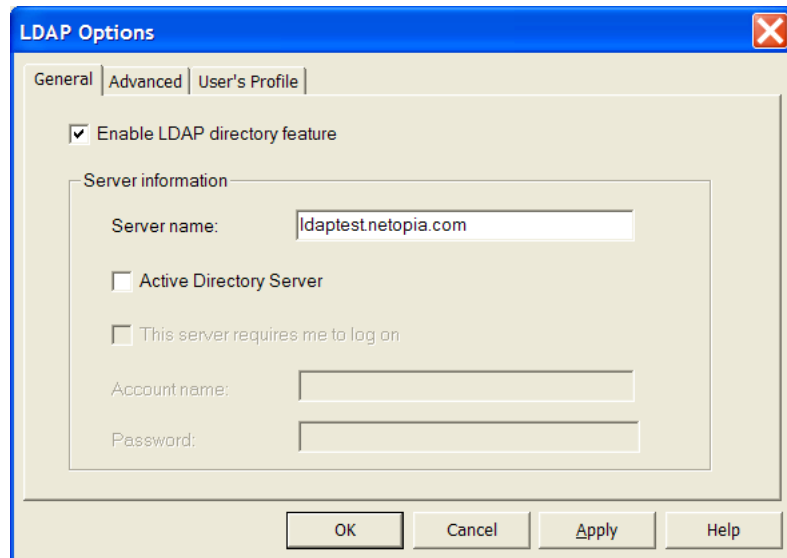 LDAP Options
General Advanced User's Profile
Enable LDAP directory feature
Server information
Server name: ldaptest.netopia.com
Active Directory Server
This server requires me to log on
Account name:
Password:
OK Cancel Apply Help